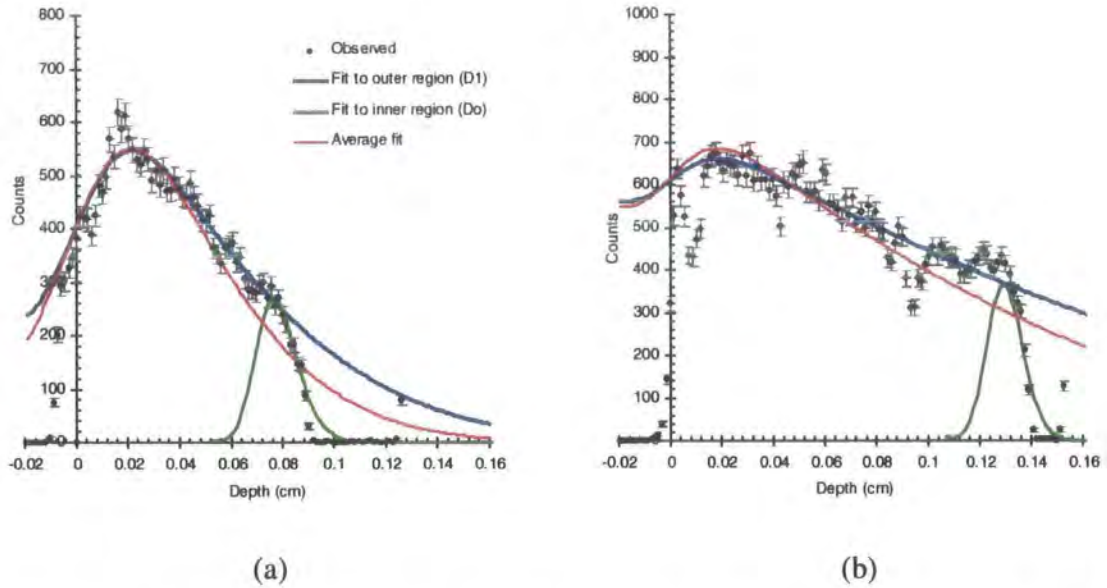 800
700
600
500
400
300
200
100
0
Counts
-0.02 0 0.02 0.04 0.06 0.08 0.1 0.12 0.14 0.16
Depth (cm)
Observed
Fit to outer region (D1)
Fit to inner region (Do)
Average fit
(a)
1000
900
800
700
600
500
400
300
200
100
0
Counts
-0.02 0 0.02 0.04 0.06 0.08 0.1 0.12 0.14 0.16
Depth (cm)
(b)